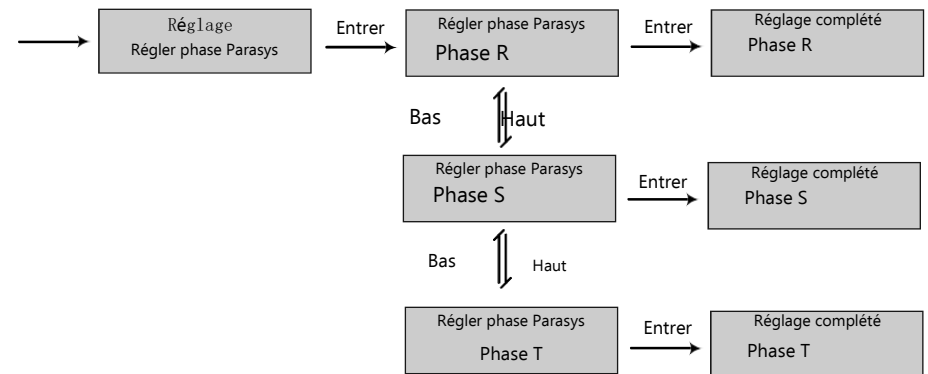 Réglage
Régler phase Parasys
Entrer
Régler phase Parasys
Phase R
Entrer
Réglage complété
Phase R
Bas
Haut
Régler phase Parasys
Phase S
Entrer
Réglage complété
Phase S
Bas
Haut
Régler phase Parasys
Phase T
Entrer
Réglage complété
Phase T